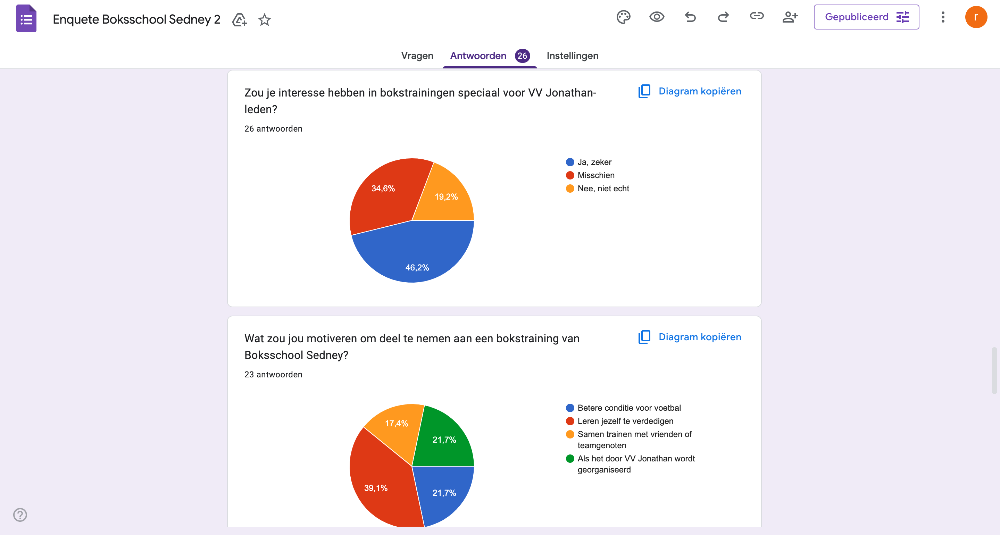 Enquete Boksschool Sedney 2
Gepubliceerd
r
Vragen
Antwoorden 26
Instellingen
Zou je interesse hebben in bokstrainingen speciaal voor VV Jonathan-
leden?
Diagram kopiëren
26 antwoorden
Ja, zeker
Misschien
Nee, niet echt
34,6%
19,2%
46,2%
Wat zou jou motiveren om deel te nemen aan een bokstraining van
Boksschool Sedney?
Diagram kopiëren
23 antwoorden
Betere conditie voor voetbal
Leren jezelf te verdedigen
Samen trainen met vrienden of
teamgenoten
Als het door VV Jonathan wordt
georganiseerd
17,4%
21,7%
39,1%
21,7%